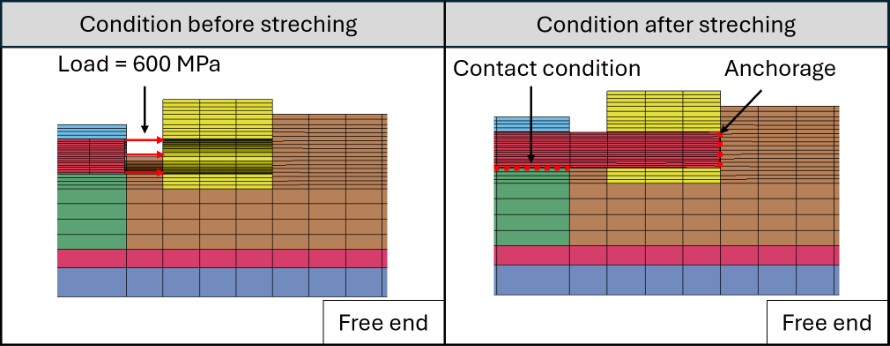 Condition before streching
Condition after streching
Load = 600 MPa
Contact condition
Anchorage
Free end
Free end